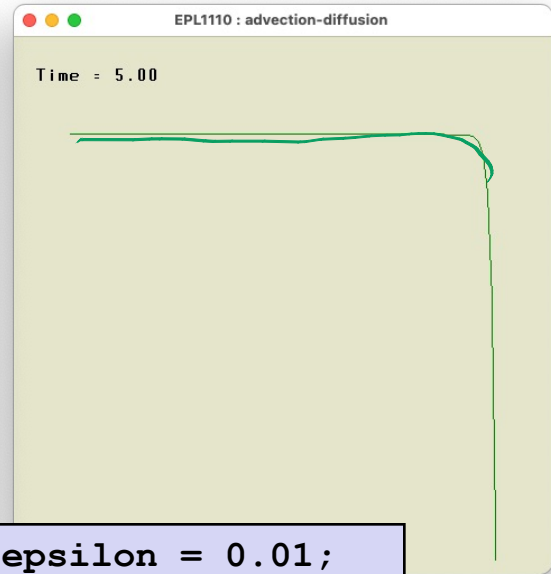 EPL1110 : advection-diffusion
Time = 5.00
epsilon = 0.01;